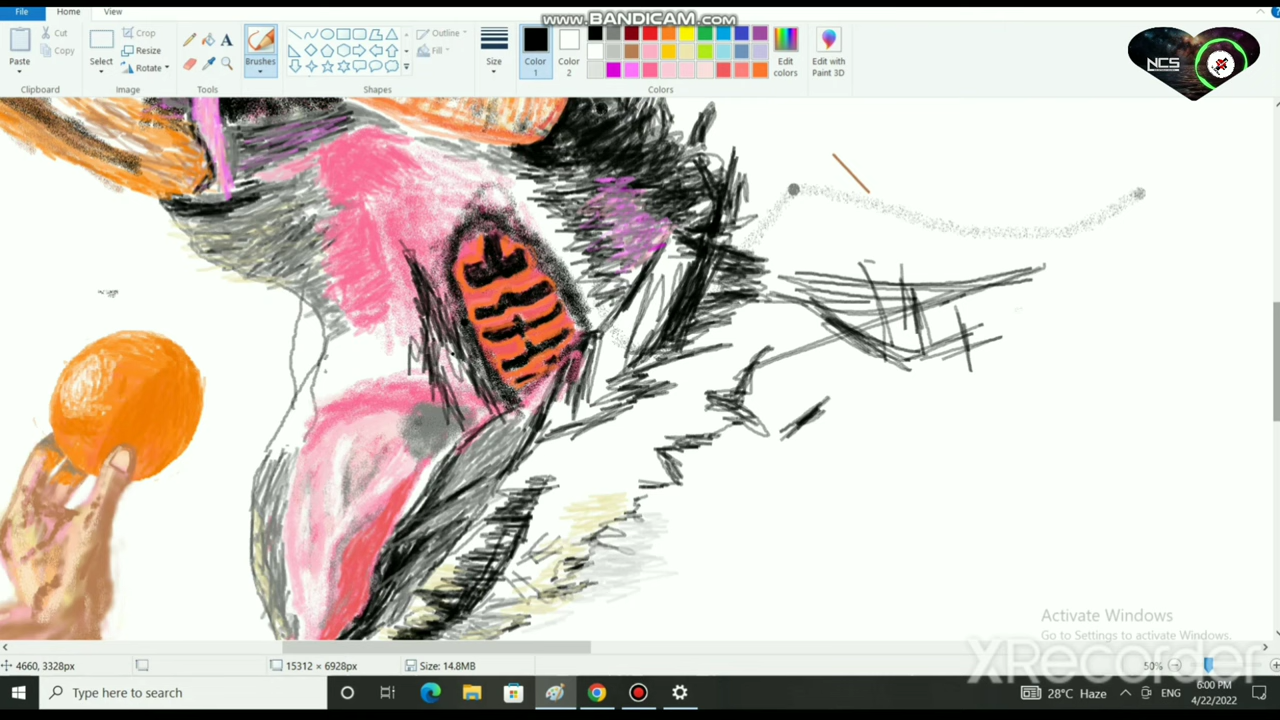 www.BANDICAM.com
File Home View
Paste
Cut
Copy
Clipboard
Select
Crop
Resize
Rotate
Image
Tools
Brushes
Shapes
Outline
Fill
Size
Color 1
Color 2
Edit colors
Colors
Edit with Paint 3D
NCS
Activate Windows
Go to Settings to activate Windows.
XRecorder
4660, 3328px
15312 × 6928px
Size: 14.8MB
50%
Type here to search
28°C Haze
ENG
6:00 PM
4/22/2022